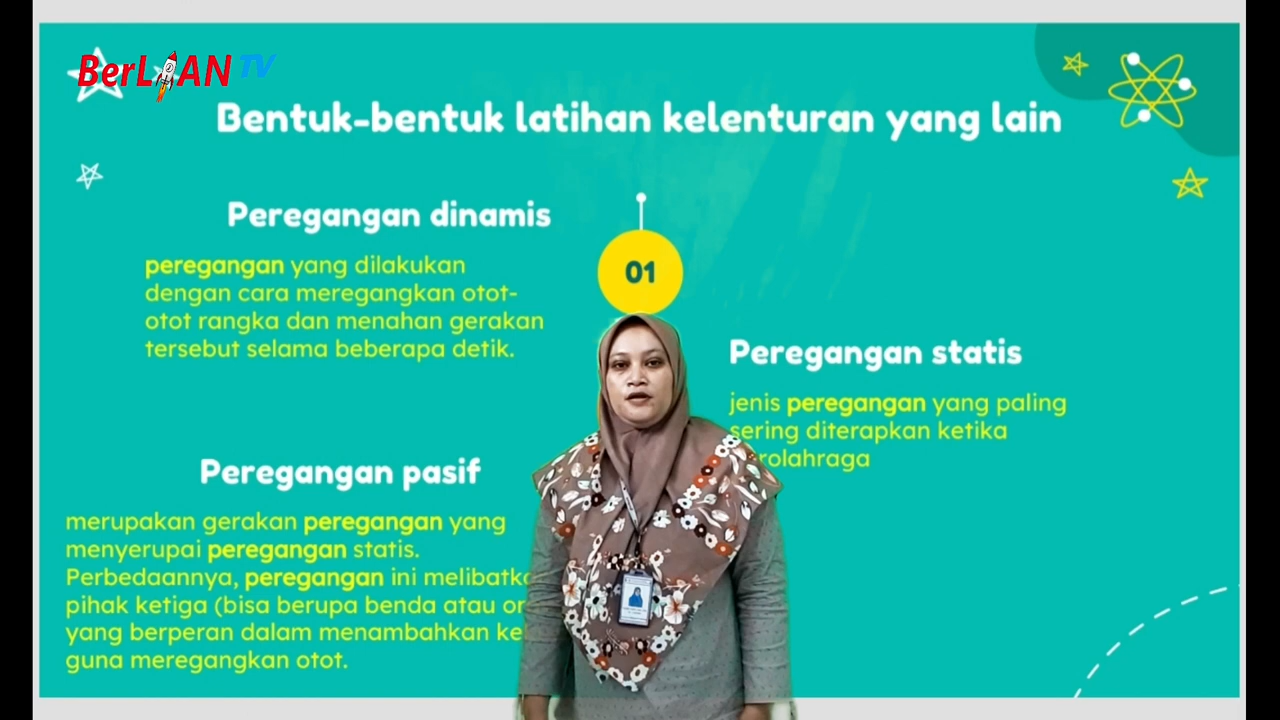 BerLIAN TV
Bentuk-bentuk latihan kelenturan yang lain
Peregangan dinamis
peregangan yang dilakukan
dengan cara meregangkan otot-
otot rangka dan menahan gerakan
tersebut selama beberapa detik.
01
Peregangan statis
jenis peregangan yang paling
sering diterapkan ketika
Peregangan pasif
merupakan gerakan peregangan yang
menyerupai peregangan statis.
Perbedaannya, peregangan ini
pihak ketiga (bisa berupa benda atau
yang berperan dalam menambahkan
guna meregangkan otot.